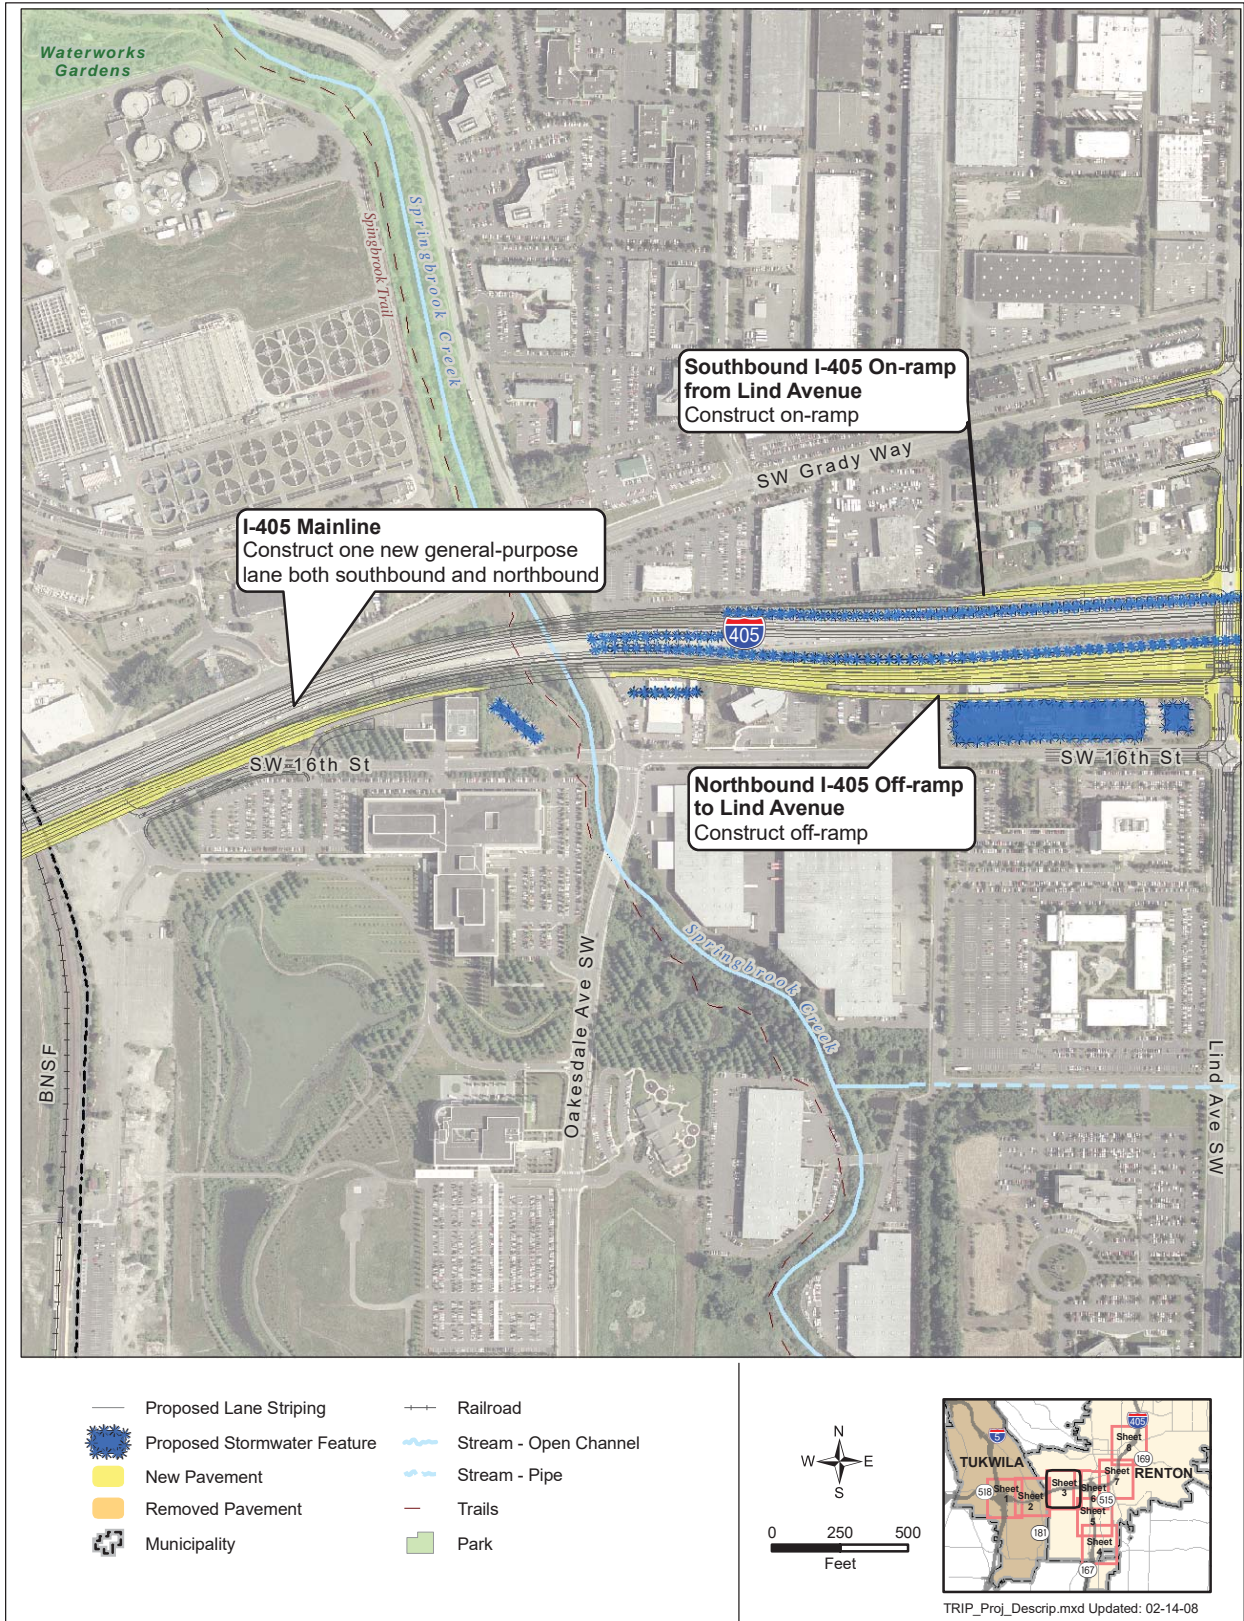 Waterworks
Gardens
Springbrook Creek
Spingbrook Trail
Southbound I-405 On-ramp
from Lind Avenue
Construct on-ramp
SW Grady Way
I-405 Mainline
Construct one new general-purpose
lane both southbound and northbound
405
SW 16th St
SW 16th St
Northbound I-405 Off-ramp
to Lind Avenue
Construct off-ramp
Springbrook Creek
Oakesdale Ave SW
BNSF
Lind Ave SW
Proposed Lane Striping
Proposed Stormwater Feature
New Pavement
Removed Pavement
Municipality
Railroad
Stream - Open Channel
Stream - Pipe
Trails
Park
N
W E
S
0 250 500
Feet
5
405
TUKWILA
RENTON
Sheet
8
169
Sheet
7
518
Sheet
1
Sheet
2
Sheet
3
Sheet
6
515
Sheet
5
181
Sheet
4
167
TRIP_Proj_Descrip.mxd Updated: 02-14-08